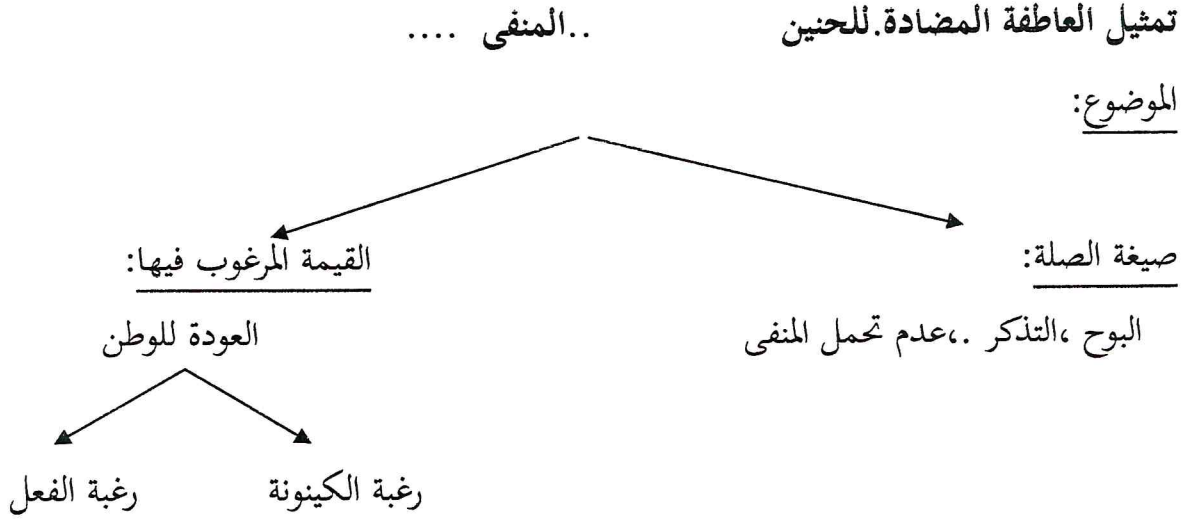 تمثيل العاطفة المضادة.للحنين ..المنفى ....
الموضوع:
صيغة الصلة: القيمة المرغوب فيها:
البوح ،التذكر .،عدم تحمل المنفى العودة للوطن
رغبة الكينونة رغبة الفعل